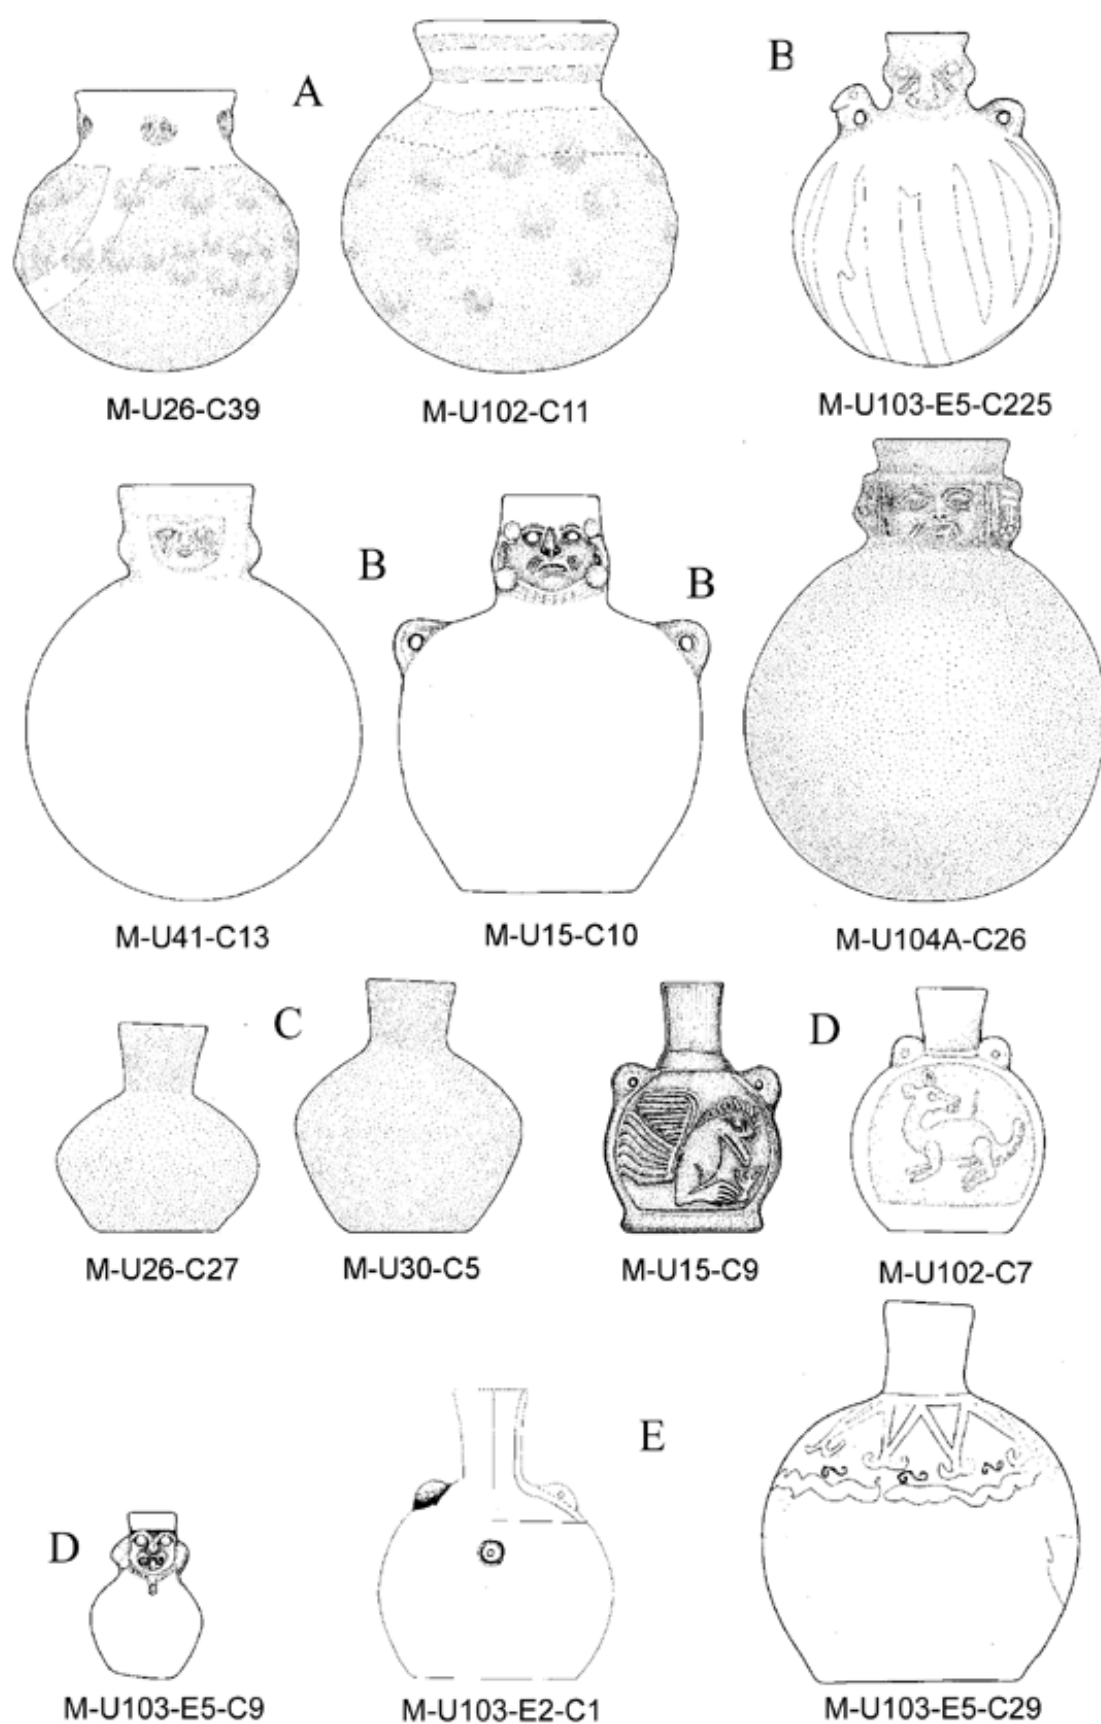 A
B
M-U26-C39
M-U102-C11
M-U103-E5-C225
B
B
M-U41-C13
M-U15-C10
M-U104A-C26
C
D
M-U26-C27
M-U30-C5
M-U15-C9
M-U102-C7
D
E
M-U103-E5-C9
M-U103-E2-C1
M-U103-E5-C29